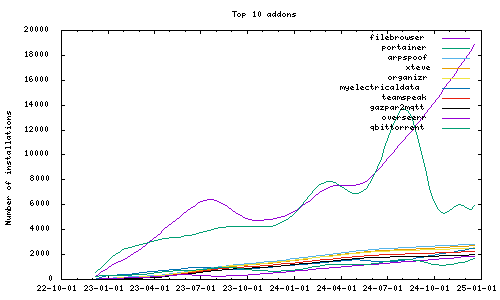 Top 10 addons
Number of installations
20000
18000
16000
14000
12000
10000
8000
6000
4000
2000
0
filebrowser
portainer
arpspoof
xteve
organizr
myelectricaldata
teamspeak
gazpar2mqtt
overseerr
qbittorrent
22-10-01 23-01-01 23-04-01 23-07-01 23-10-01 24-01-01 24-04-01 24-07-01 24-10-01 25-01-01